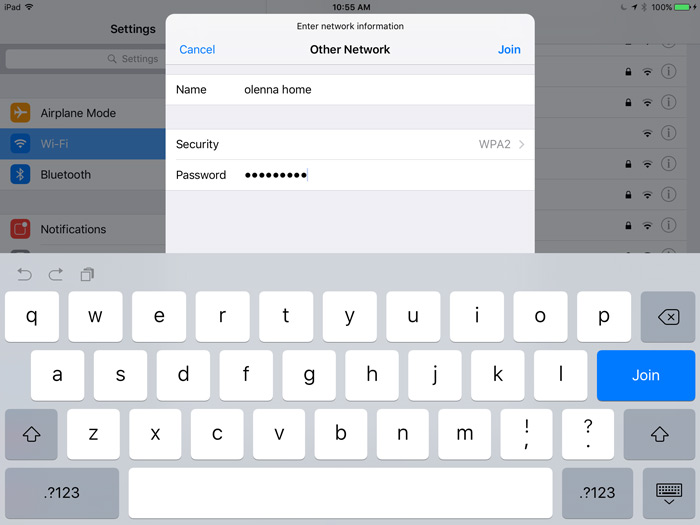 iPad 10:55 AM 100%
Enter network information
Settings
Cancel Other Network Join
Settings
Name olenna home
Airplane Mode
Wi-Fi
Security WPA2
Bluetooth
Password •••••••••
Notifications
q w e r t y u i o p
a s d f g h j k l Join
z x c v b n m ! , ? .
.?123 .?123